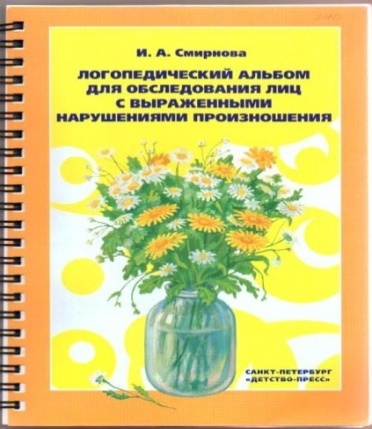 И. А. Смирнова
ЛОГОПЕДИЧЕСКИЙ АЛЬБОМ
ДЛЯ ОБСЛЕДОВАНИЯ ЛИЦ
С ВЫРАЖЕННЫМИ
НАРУШЕНИЯМИ ПРОИЗНОШЕНИЯ
САНКТ-ПЕТЕРБУРГ
«ДЕТСТВО-ПРЕСС»